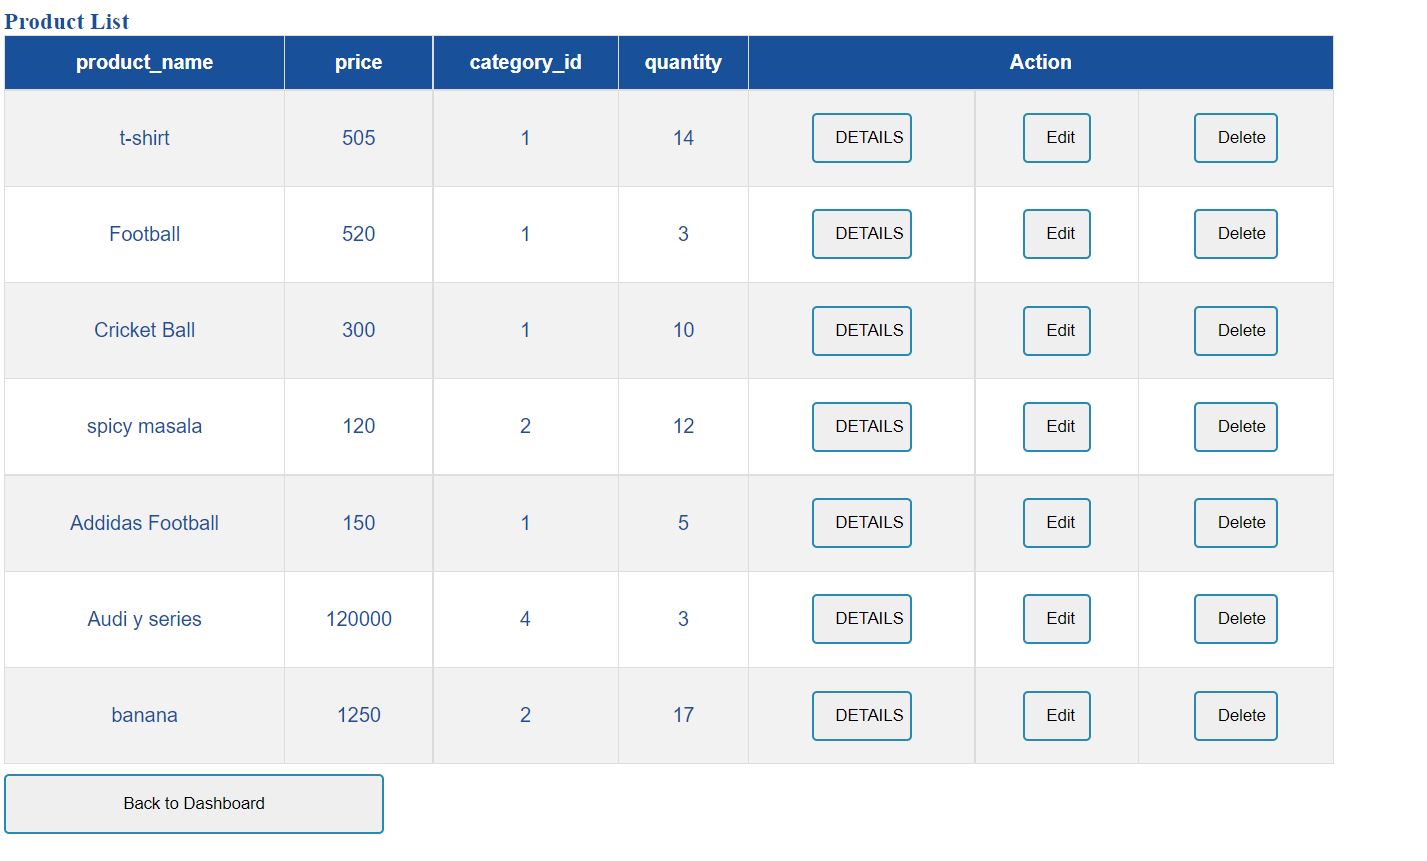 Product List
product_name price category_id quantity Action
t-shirt 505 1 14 DETAILS Edit Delete
Football 520 1 3 DETAILS Edit Delete
Cricket Ball 300 1 10 DETAILS Edit Delete
spicy masala 120 2 12 DETAILS Edit Delete
Addidas Football 150 1 5 DETAILS Edit Delete
Audi y series 120000 4 3 DETAILS Edit Delete
banana 1250 2 17 DETAILS Edit Delete
Back to Dashboard